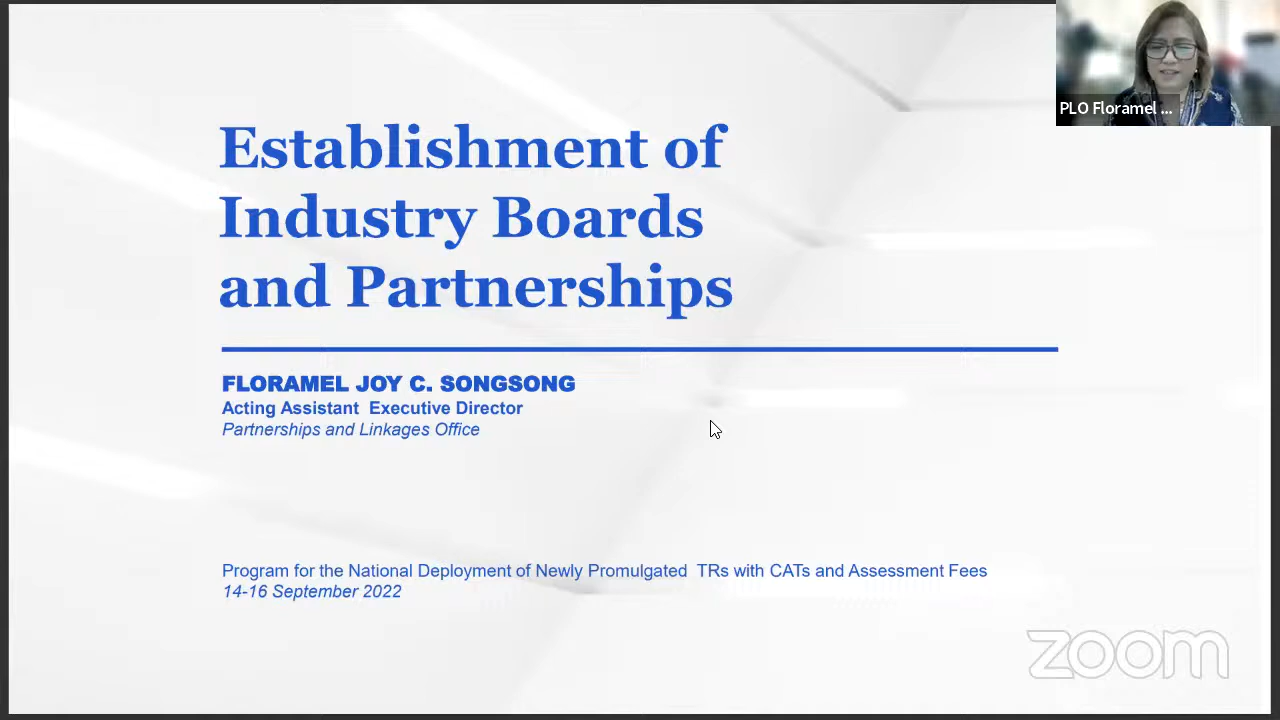 PLO Floramel ...
Establishment of
Industry Boards
and Partnerships
FLORAMEL JOY C. SONGSONG
Acting Assistant Executive Director
Partnerships and Linkages Office
Program for the National Deployment of Newly Promulgated TRs with CATs and Assessment Fees
14-16 September 2022
zoom